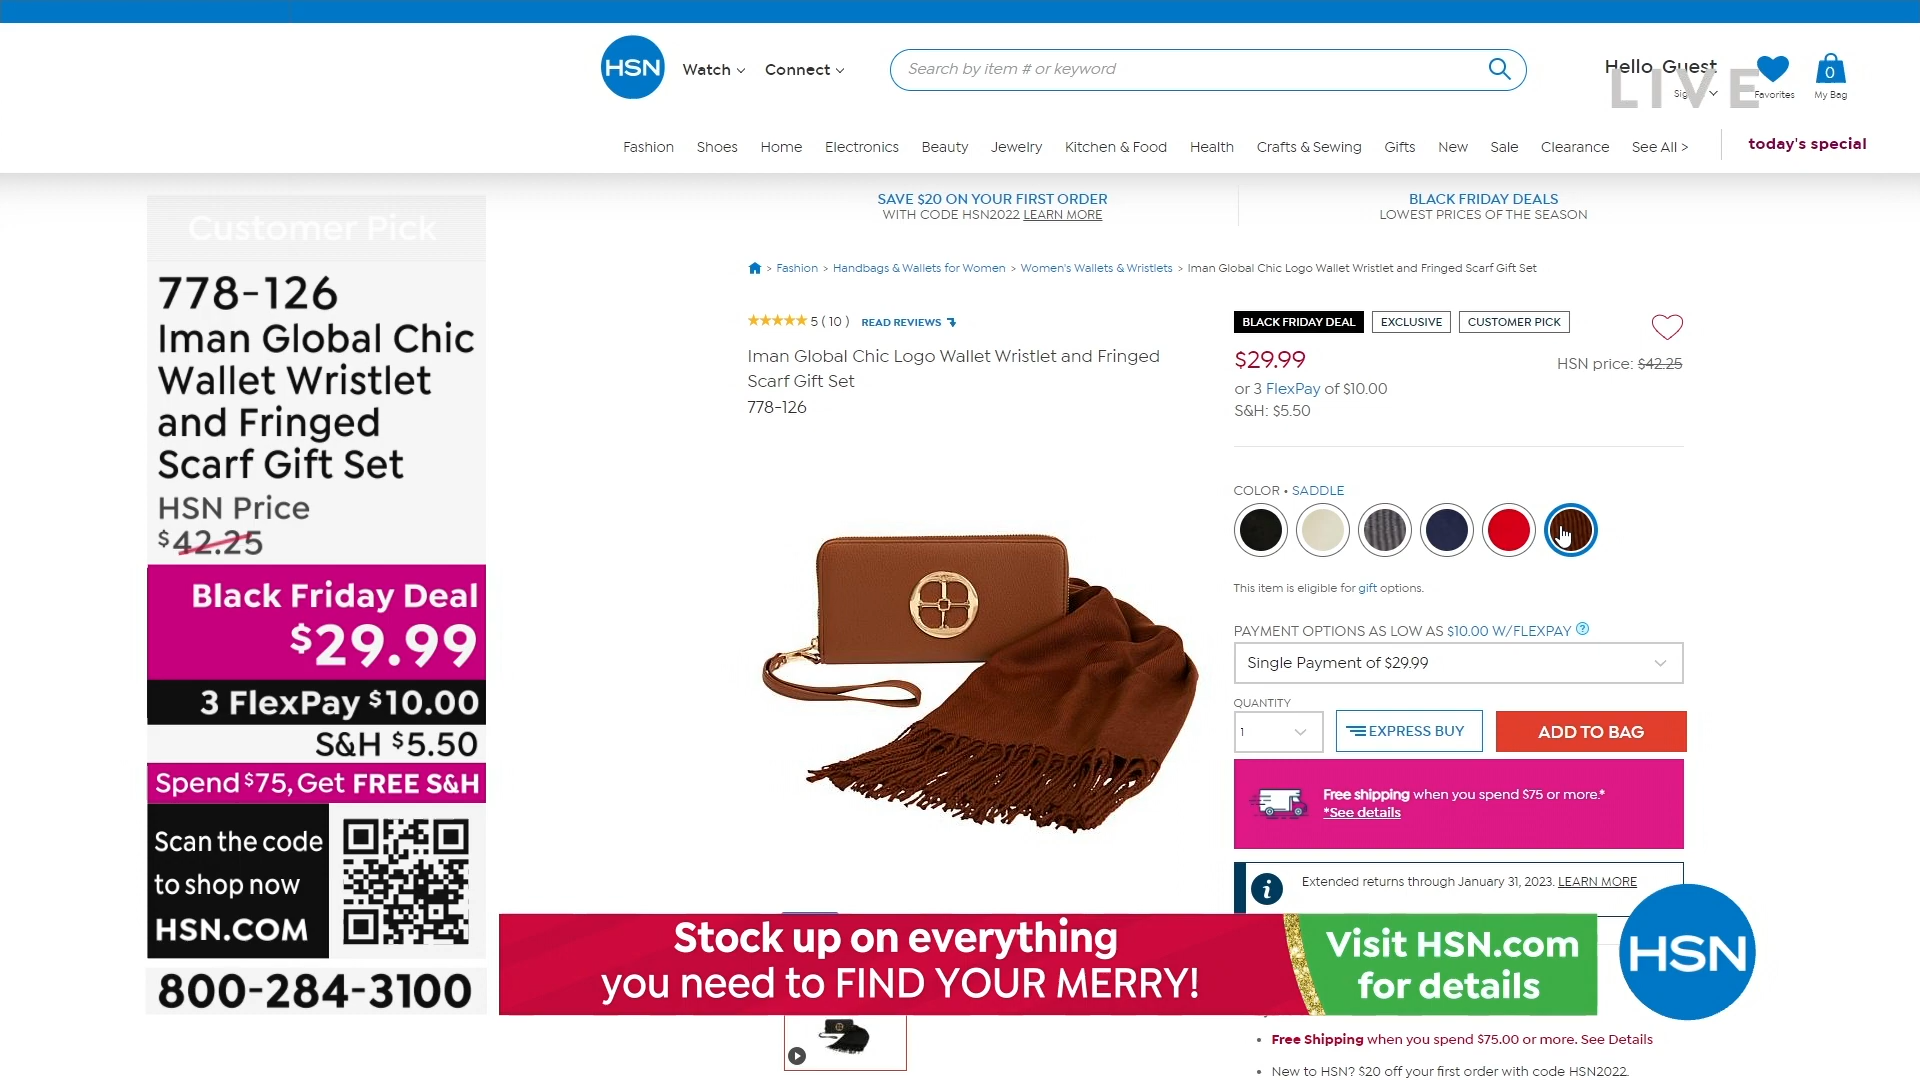 HSN
Watch
Connect
Search by item # or keyword
Hello, Guest
LIVE
Favorites
0
My Bag
Fashion
Shoes
Home
Electronics
Beauty
Jewelry
Kitchen & Food
Health
Crafts & Sewing
Gifts
New
Sale
Clearance
See All >
today's special
SAVE $20 ON YOUR FIRST ORDER
WITH CODE HSN2022 LEARN MORE
BLACK FRIDAY DEALS
LOWEST PRICES OF THE SEASON
Customer Pick
778-126
Iman Global Chic
Wallet Wristlet
and Fringed
Scarf Gift Set
HSN Price
$42.25
Black Friday Deal
$29.99
3 FlexPay $10.00
S&H $5.50
Spend $75, Get FREE S&H
Scan the code
to shop now
HSN.COM
800-284-3100
> Fashion > Handbags & Wallets for Women > Women's Wallets & Wristlets > Iman Global Chic Logo Wallet Wristlet and Fringed Scarf Gift Set
5 ( 10 ) READ REVIEWS
Iman Global Chic Logo Wallet Wristlet and Fringed
Scarf Gift Set
778-126
BLACK FRIDAY DEAL
EXCLUSIVE
CUSTOMER PICK
$29.99
HSN price: $42.25
or 3 FlexPay of $10.00
S&H: $5.50
COLOR • SADDLE
This item is eligible for gift options.
PAYMENT OPTIONS AS LOW AS $10.00 W/FLEXPAY ?
Single Payment of $29.99
QUANTITY
1
EXPRESS BUY
ADD TO BAG
Free shipping when you spend $75 or more.*
*See details
i
Extended returns through January 31, 2023. LEARN MORE
Stock up on everything
you need to FIND YOUR MERRY!
Visit HSN.com
for details
HSN
• Free Shipping when you spend $75.00 or more. See Details
• New to HSN? $20 off your first order with code HSN2022.